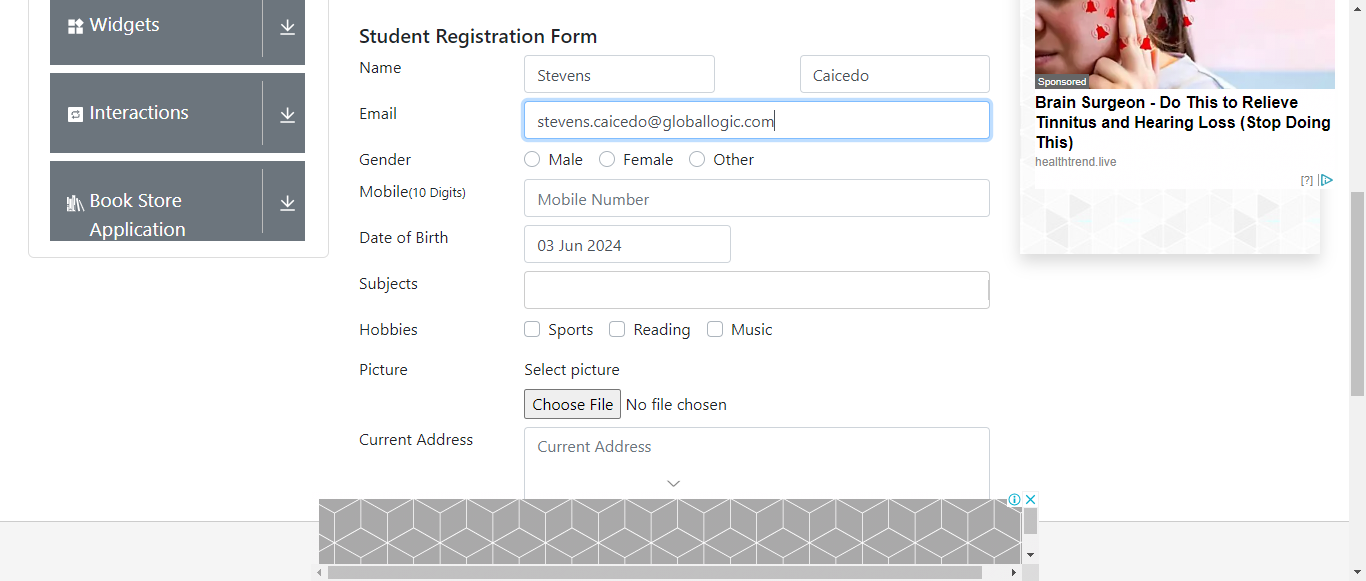 Widgets
Interactions
Book Store
Application
Student Registration Form
Name
Stevens
Caicedo
Email
stevens.caicedo@globallogic.com
Gender
Male
Female
Other
Mobile(10 Digits)
Mobile Number
Date of Birth
03 Jun 2024
Subjects
Hobbies
Sports
Reading
Music
Picture
Select picture
Choose File No file chosen
Current Address
Current Address
Sponsored
Brain Surgeon - Do This to Relieve
Tinnitus and Hearing Loss (Stop Doing
This)
healthtrend.live
[?]